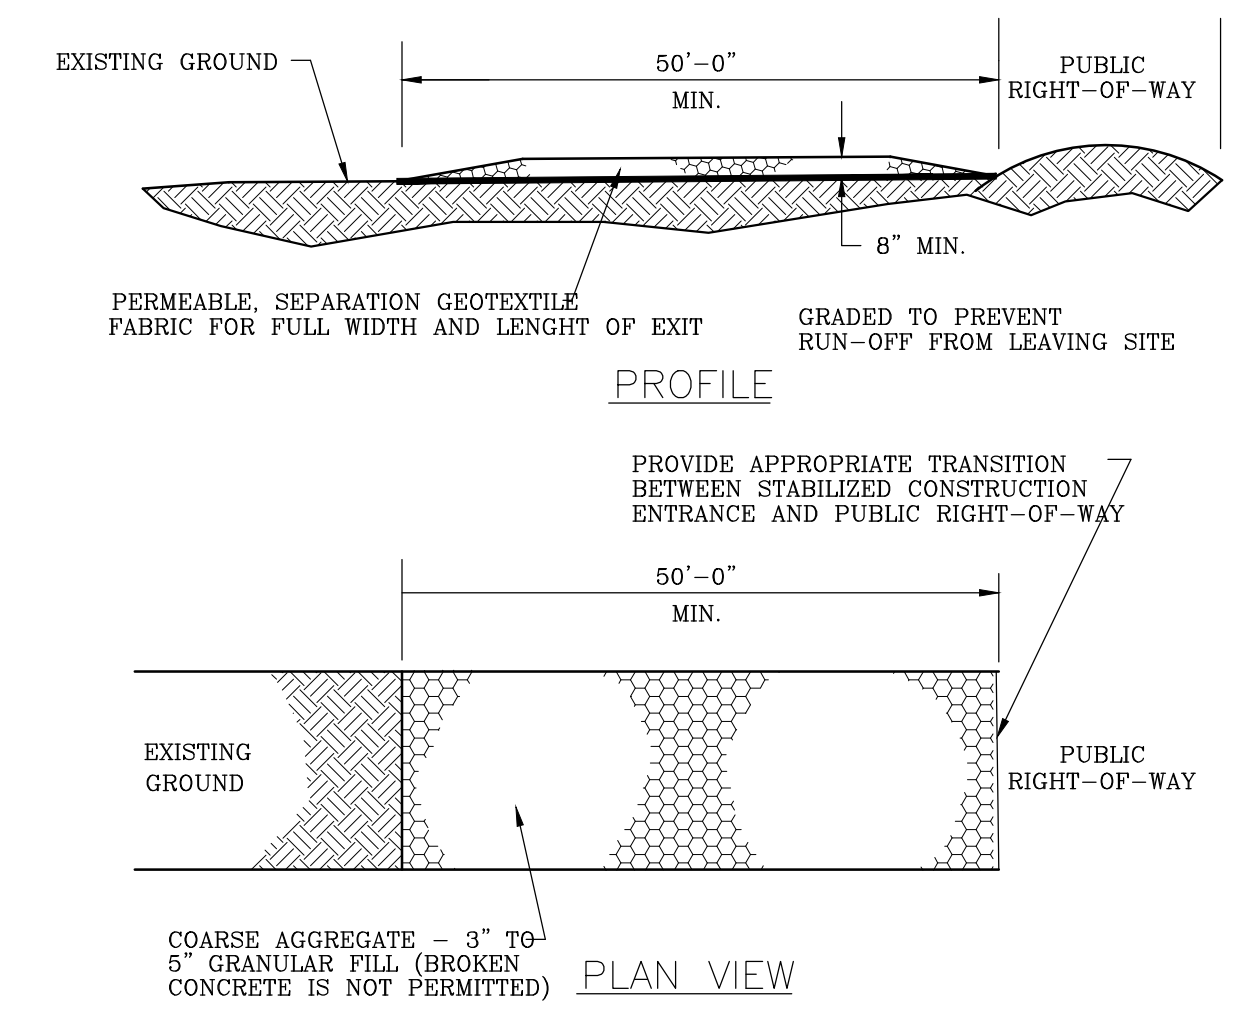 EXISTING GROUND
50'-0"
MIN.
PUBLIC
RIGHT-OF-WAY
8" MIN.
PERMEABLE, SEPARATION GEOTEXTILE
FABRIC FOR FULL WIDTH AND LENGHT OF EXIT
GRADED TO PREVENT
RUN-OFF FROM LEAVING SITE
PROFILE
PROVIDE APPROPRIATE TRANSITION
BETWEEN STABILIZED CONSTRUCTION
ENTRANCE AND PUBLIC RIGHT-OF-WAY
50'-0"
MIN.
EXISTING
GROUND
PUBLIC
RIGHT-OF-WAY
COARSE AGGREGATE - 3" TO
5" GRANULAR FILL (BROKEN
CONCRETE IS NOT PERMITTED)
PLAN VIEW